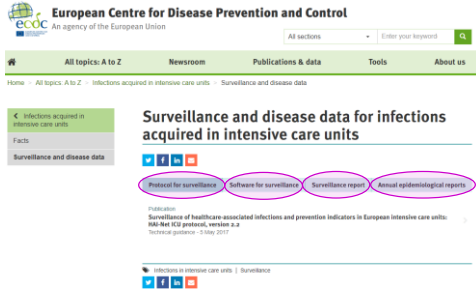 European Centre for Disease Prevention and Control
An agency of the European Union
ecdc
All sections
Enter your keyword
All topics: A to Z
Newsroom
Publications & data
Tools
About us
Home
All topics: A to Z
Infections acquired in intensive care units
Surveillance and disease data
Infections acquired in
intensive care units
Facts
Surveillance and disease data
Surveillance and disease data for infections
acquired in intensive care units
Protocol for surveillance
Software for surveillance
Surveillance report
Annual epidemiological reports
Publication
Surveillance of healthcare-associated infections and prevention indicators in European intensive care units:
HAI-Net ICU protocol, version 2.2
Technical guidance - 5 May 2017
Infections in intensive care units | Surveillance